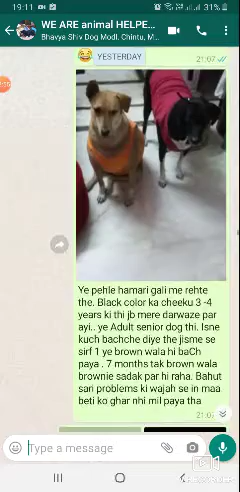 19:11
31%
WE ARE animal HELPE...
Bhavya Shiv Dog Modi, Chintu, M...
YESTERDAY
21:07
Ye pehle hamari gali me rehte
the. Black color ka cheeku 3 -4
years ki thi jb mere darwaze par
ayi.. ye Adult senior dog thi. Isne
kuch bachche diye the jisme se
sirf 1 ye brown wala hi baCh
paya . 7 months tak brown wala
brownie sadak par hi raha. Bahut
sari problems ki wajah se in maa
beti ko ghar nhi mil paya tha
Type a message